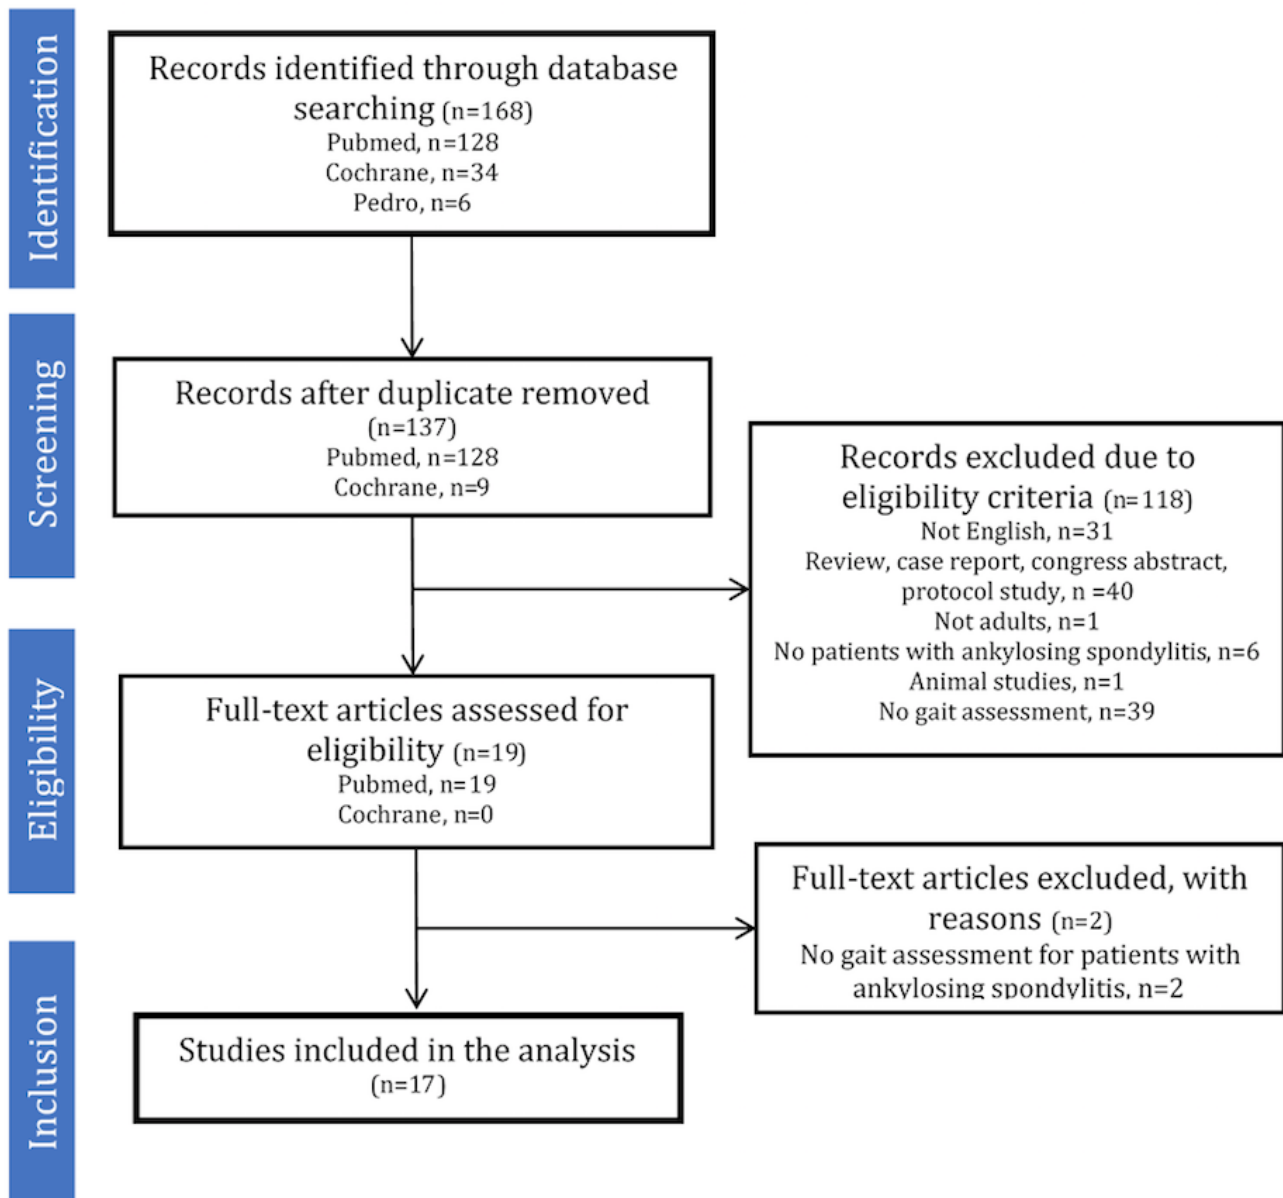 Identification
Records identified through database
searching (n=168)
Pubmed, n=128
Cochrane, n=34
Pedro, n=6
Screening
Records after duplicate removed
(n=137)
Pubmed, n=128
Cochrane, n=9
Records excluded due to
eligibility criteria (n=118)
Not English, n=31
Review, case report, congress abstract,
protocol study, n =40
Not adults, n=1
No patients with ankylosing spondylitis, n=6
Animal studies, n=1
No gait assessment, n=39
Eligibility
Full-text articles assessed for
eligibility (n=19)
Pubmed, n=19
Cochrane, n=0
Full-text articles excluded, with
reasons (n=2)
No gait assessment for patients with
ankylosing spondylitis, n=2
Inclusion
Studies included in the analysis
(n=17)